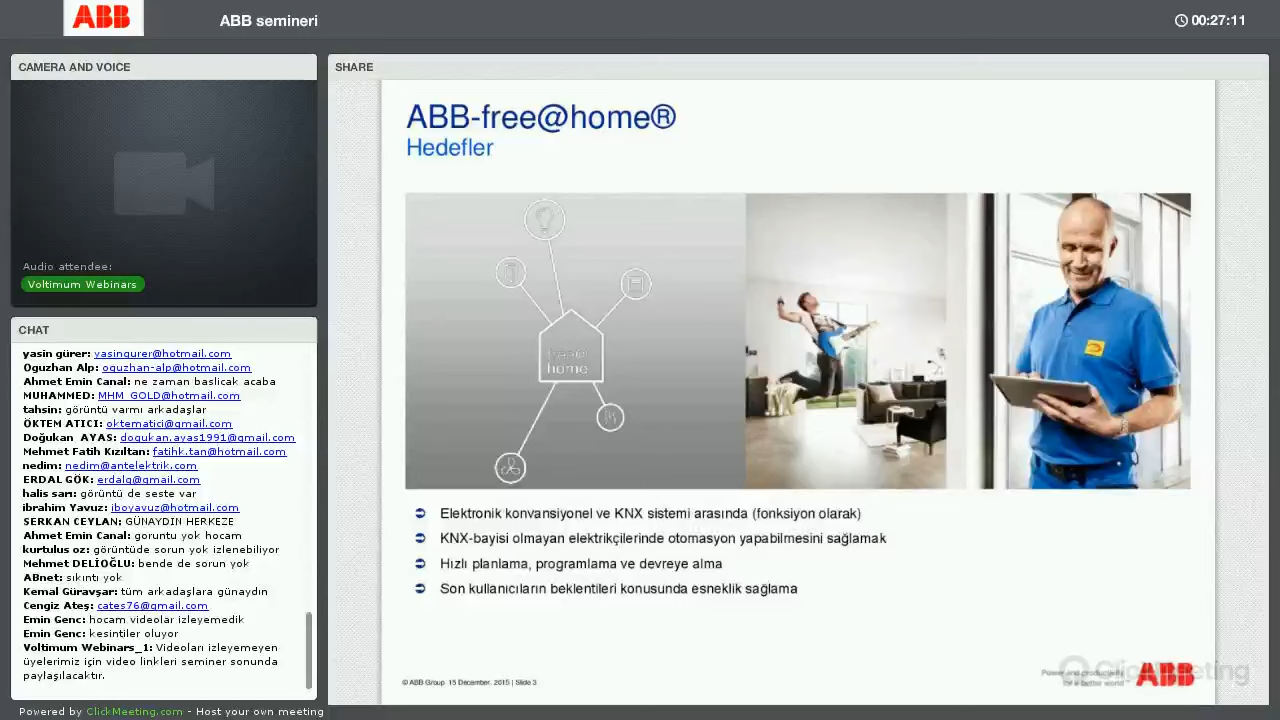 ABB
ABB semineri
00:27:11
CAMERA AND VOICE
Audio attendee:
Voltimum Webinars
CHAT
yasin gürer: yasingurer@hotmail.com
Oguzhan Alp: oguzhan-alp@hotmail.com
Ahmet Emin Canal: ne zaman baslicak acaba
MUHAMMED: MHM_GOLD@hotmail.com
tahsin: görüntü varmı arkadaşlar
ÖKTEM ATICI: oktematici@gmail.com
Doğukan AYAS: dogukan.ayas1991@gmail.com
Mehmet Fatih Kızıltan: fatihk.tan@hotmail.com
nedim: nedim@antelektrik.com
ERDAL GÖK: erdalg@gmail.com
halis sarı: görüntü de seste var
ibrahim Yavuz: iboyavuz@hotmail.com
SERKAN CEYLAN: GÜNAYDIN HERKEZE
Ahmet Emin Canal: goruntu yok hocam
kurtulus oz: görüntüde sorun yok izlenebiliyor
Mehmet DELİOĞLU: bende de sorun yok
ABnet: sıkıntı yok
Kemal Güravşar: tüm arkadaşlara günaydın
Cengiz Ateş: cates76@gmail.com
Emin Genc: hocam videolar izleyemedik
Emin Genc: kesintiler oluyor
Voltimum Webinars_1: Videoları izleyemeyen
üyelerimiz için video linkleri seminer sonunda
paylaşılacaktır.
Powered by ClickMeeting.com - Host your own meeting
SHARE
ABB-free@home®
Hedefler
free@
home
Elektronik konvansiyonel ve KNX sistemi arasında (fonksiyon olarak)
KNX-bayisi olmayan elektrikçilerinde otomasyon yapabilmesini sağlamak
Hızlı planlama, programlama ve devreye alma
Son kullanıcıların beklentileri konusunda esneklik sağlama
© ABB Group 15 December, 2015 | Slide 3
Power and productivity
for a better world
ClickMeeting
ABB